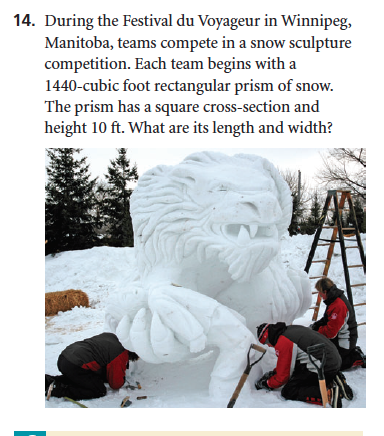 14. During the Festival du Voyageur in Winnipeg,
Manitoba, teams compete in a snow sculpture
competition. Each team begins with a
1440-cubic foot rectangular prism of snow.
The prism has a square cross-section and
height 10 ft. What are its length and width?